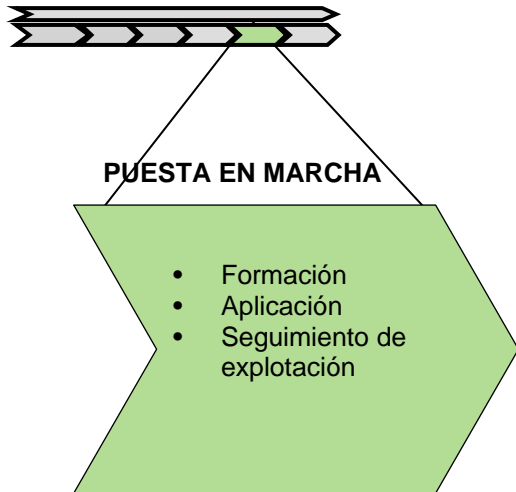 PUESTA EN MARCHA
• Formación
• Aplicación
• Seguimiento de
explotación